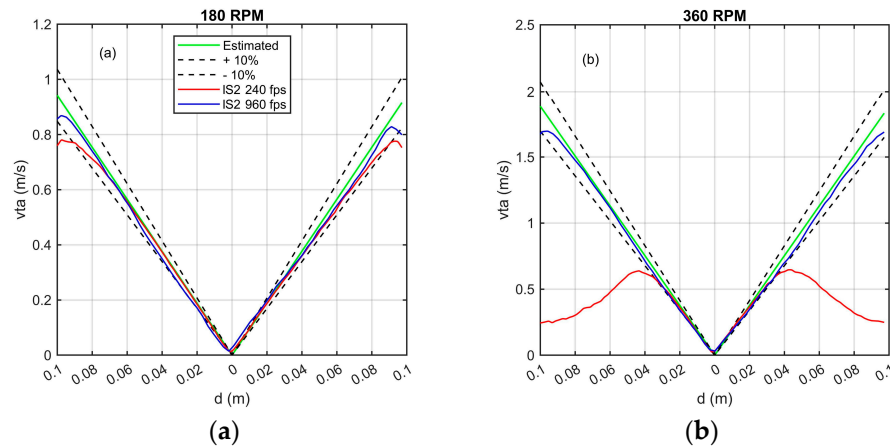 180 RPM
(a)
Estimated
+ 10%
- 10%
IS2 240 fps
IS2 960 fps
1.2
1
0.8
0.6
0.4
0.2
0
vta (m/s)
0.1 0.08 0.06 0.04 0.02 0 0.02 0.04 0.06 0.08 0.1
d (m)
(a)
360 RPM
(b)
2.5
2
1.5
1
0.5
0
vta (m/s)
0.1 0.08 0.06 0.04 0.02 0 0.02 0.04 0.06 0.08 0.1
d (m)
(b)